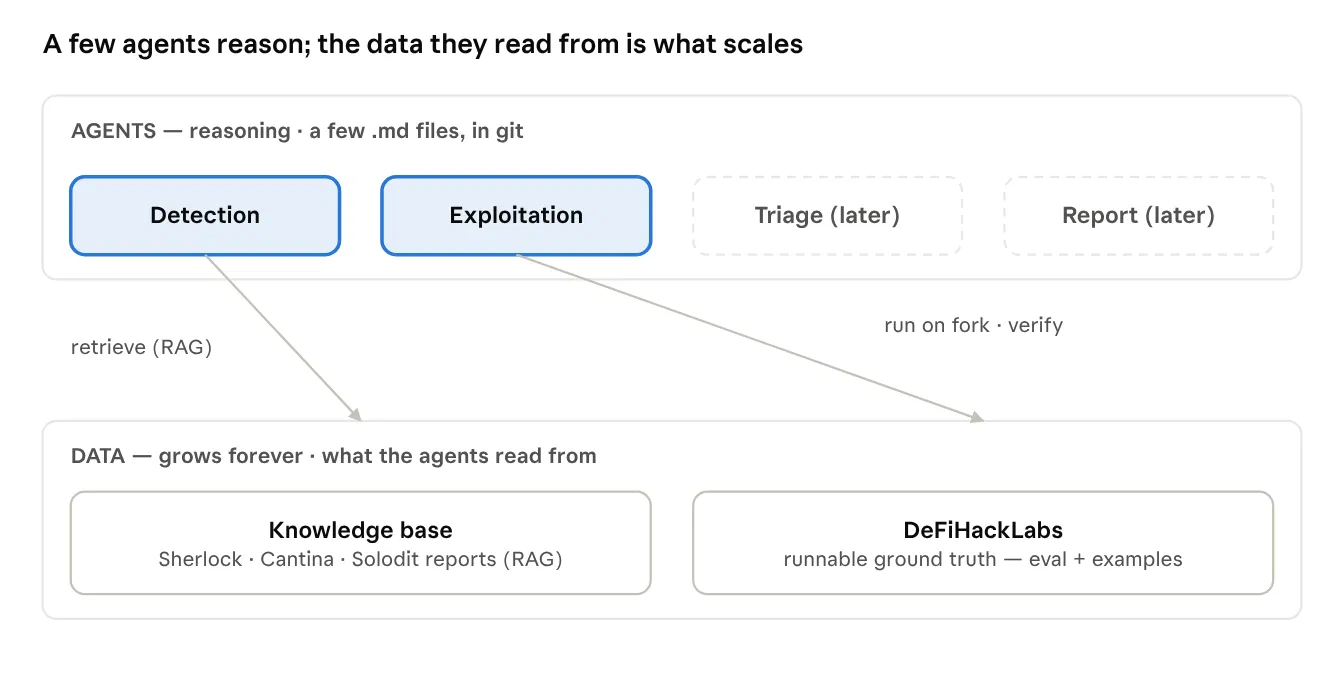 A few agents reason; the data they read from is what scales
AGENTS — reasoning · a few .md files, in git
Detection
Exploitation
Triage (later)
Report (later)
retrieve (RAG)
run on fork · verify
DATA — grows forever · what the agents read from
Knowledge base
Sherlock · Cantina · Solodit reports (RAG)
DeFiHackLabs
runnable ground truth — eval + examples